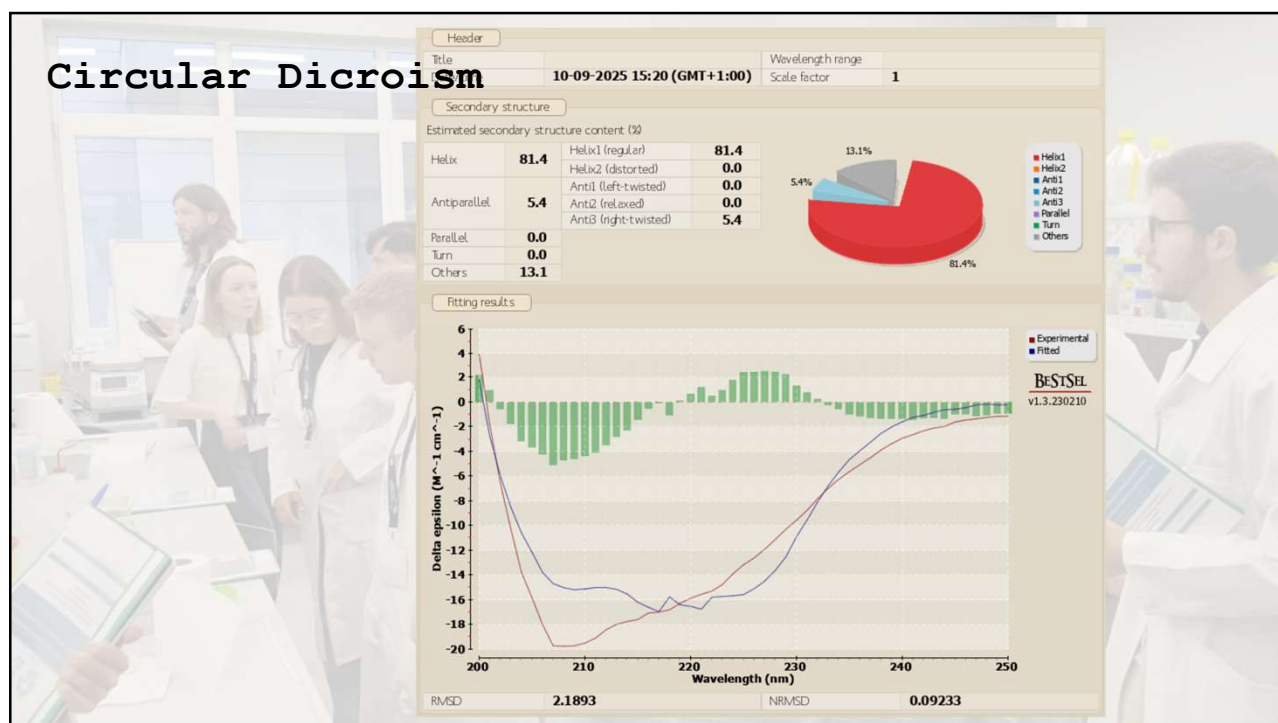 Circular Dicroism
Header
Title Wavelength range
10-09-2025 15:20 (GMT+1:00) Scale factor 1
Secondary structure
Estimated secondary structure content (%)
Helix 81.4 Helix1 (regular) 81.4
Helix2 (distorted) 0.0
Antiparallel 5.4 Anti1 (left-twisted) 0.0
Anti2 (relaxed) 0.0
Anti3 (right-twisted) 5.4
Parallel 0.0
Turn 0.0
Others 13.1
13.1%
5.4%
81.4%
Helix1
Helix2
Anti1
Anti2
Anti3
Parallel
Turn
Others
Fitting results
Delta epsilon (M^-1 cm^-1)
6
4
2
0
-2
-4
-6
-8
-10
-12
-14
-16
-18
-20
200 210 220 230 240 250
Wavelength (nm)
Experimental
Fitted
BESTSEL
v1.3.230210
RMSD 2.1893 NRMSD 0.09233